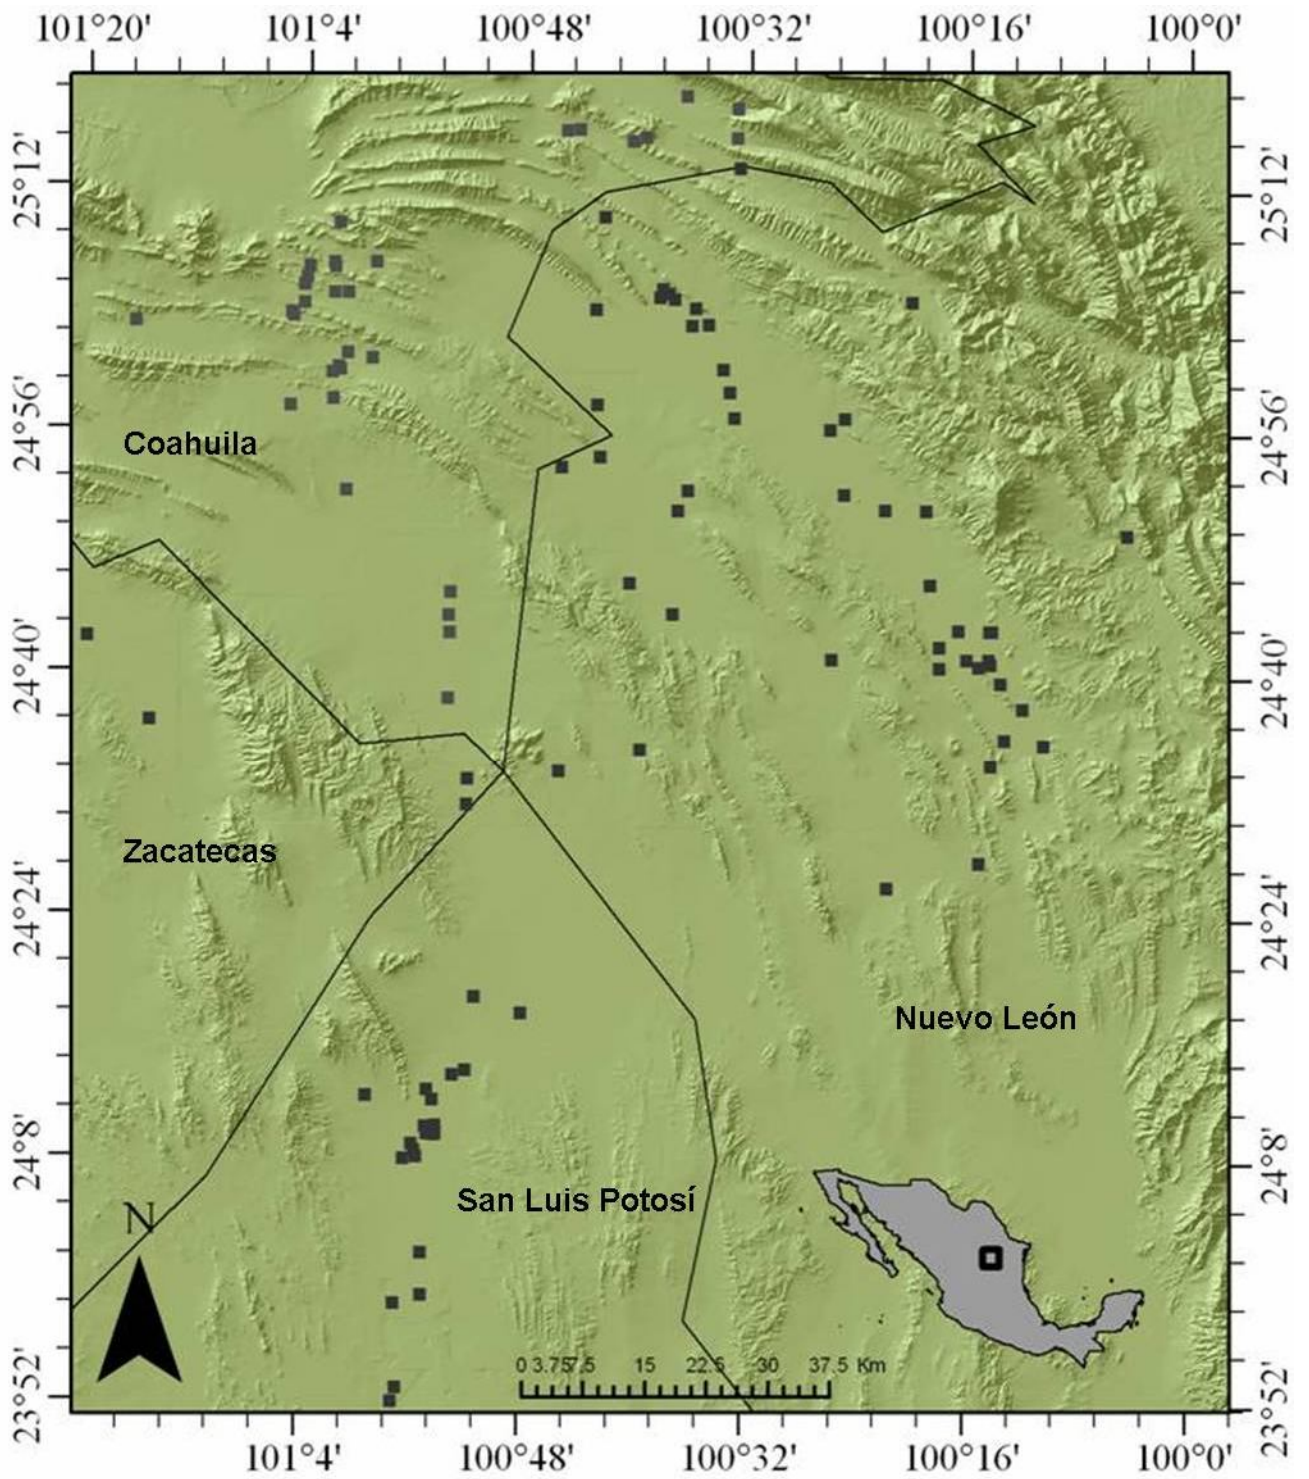 101°20' 101°4' 100°48' 100°32' 100°16' 100°0'
25°12' 25°12'
24°56' 24°56'
Coahuila
24°40' 24°40'
Zacatecas
24°24' 24°24'
Nuevo León
24°8' 24°8'
San Luis Potosí
N
0 3.75 7.5 15 22.5 30 37.5 Km
23°52' 23°52'
101°4' 100°48' 100°32' 100°16' 100°0'